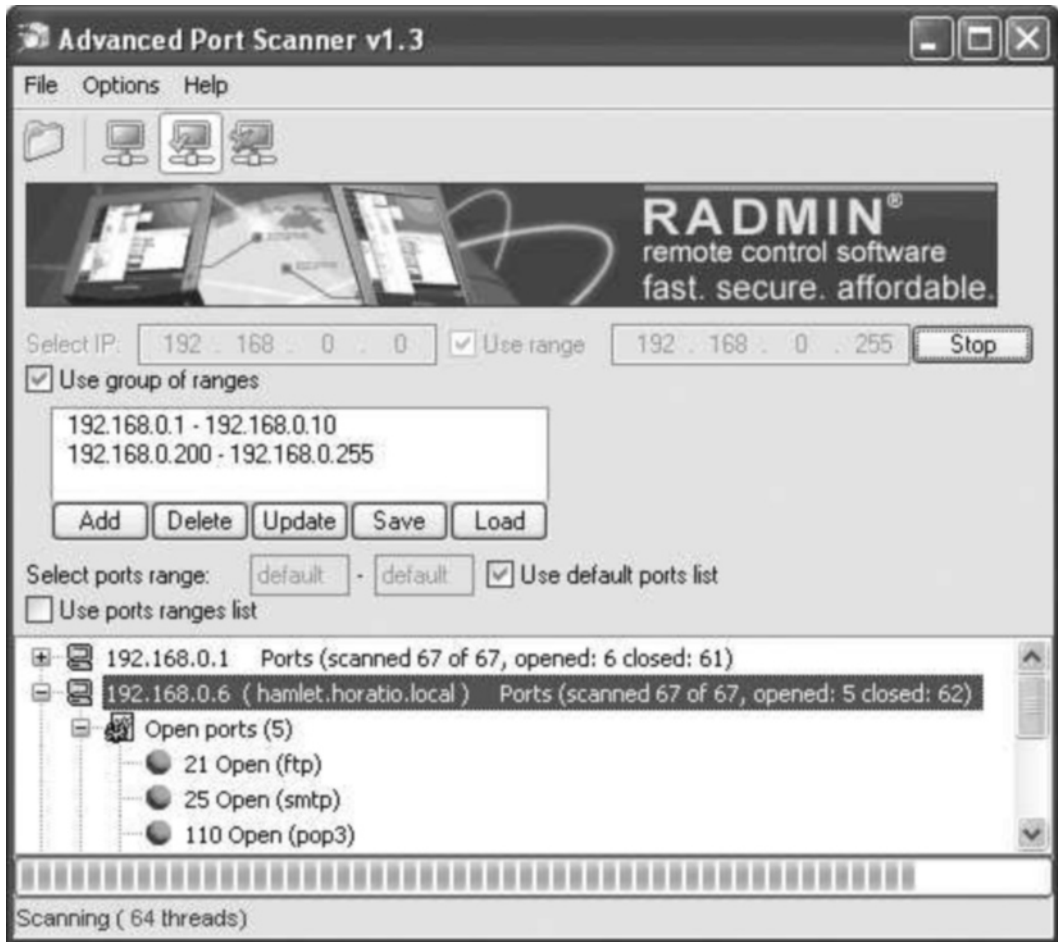 Advanced Port Scanner v1.3
File Options Help
RADMIN®
remote control software
fast. secure. affordable.
Select IP: 192 . 168 . 0 . 0 Use range 192 . 168 . 0 . 255 Stop
Use group of ranges
192.168.0.1 - 192.168.0.10
192.168.0.200 - 192.168.0.255
Add Delete Update Save Load
Select ports range: default - default Use default ports list
Use ports ranges list
192.168.0.1 Ports (scanned 67 of 67, opened: 6 closed: 61)
192.168.0.6 ( hamlet.horatio.local ) Ports (scanned 67 of 67, opened: 5 closed: 62)
Open ports (5)
21 Open (ftp)
25 Open (smtp)
110 Open (pop3)
Scanning ( 64 threads)